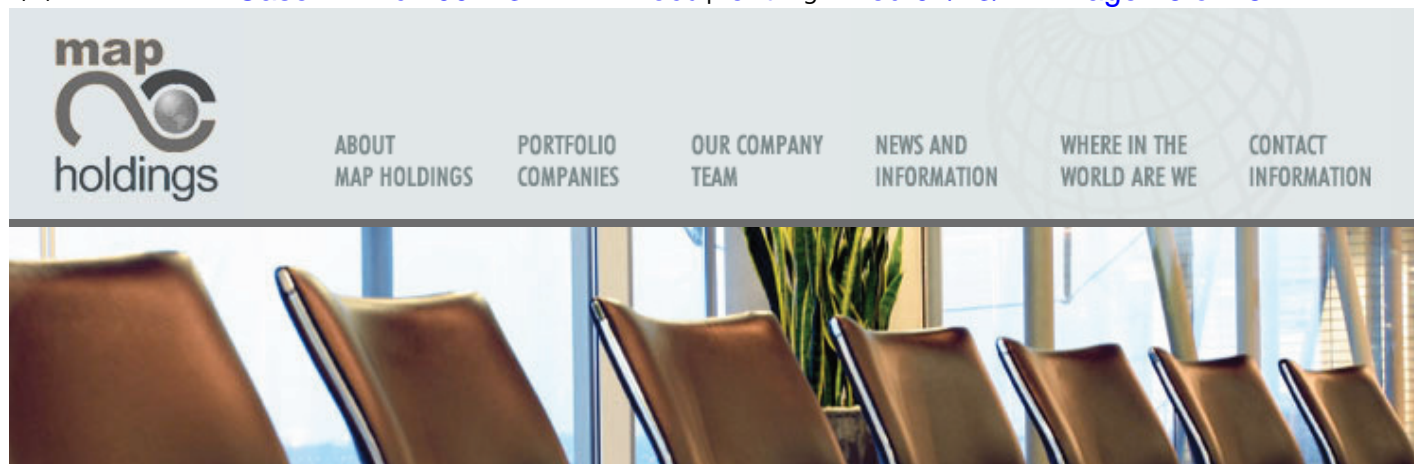 map
holdings
ABOUT
MAP HOLDINGS
PORTFOLIO
COMPANIES
OUR COMPANY
TEAM
NEWS AND
INFORMATION
WHERE IN THE
WORLD ARE WE
CONTACT
INFORMATION